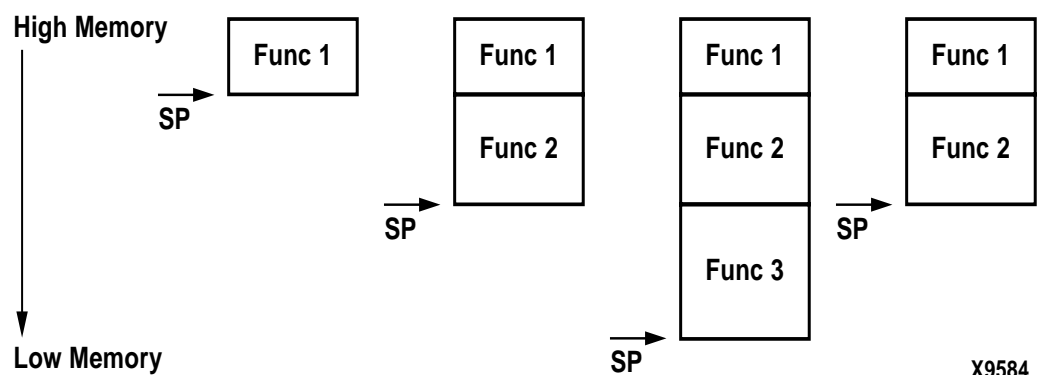 High Memory
Func 1
Func 1
Func 1
Func 1
SP
Func 2
Func 2
Func 2
SP
SP
Func 3
Low Memory
SP
X9584